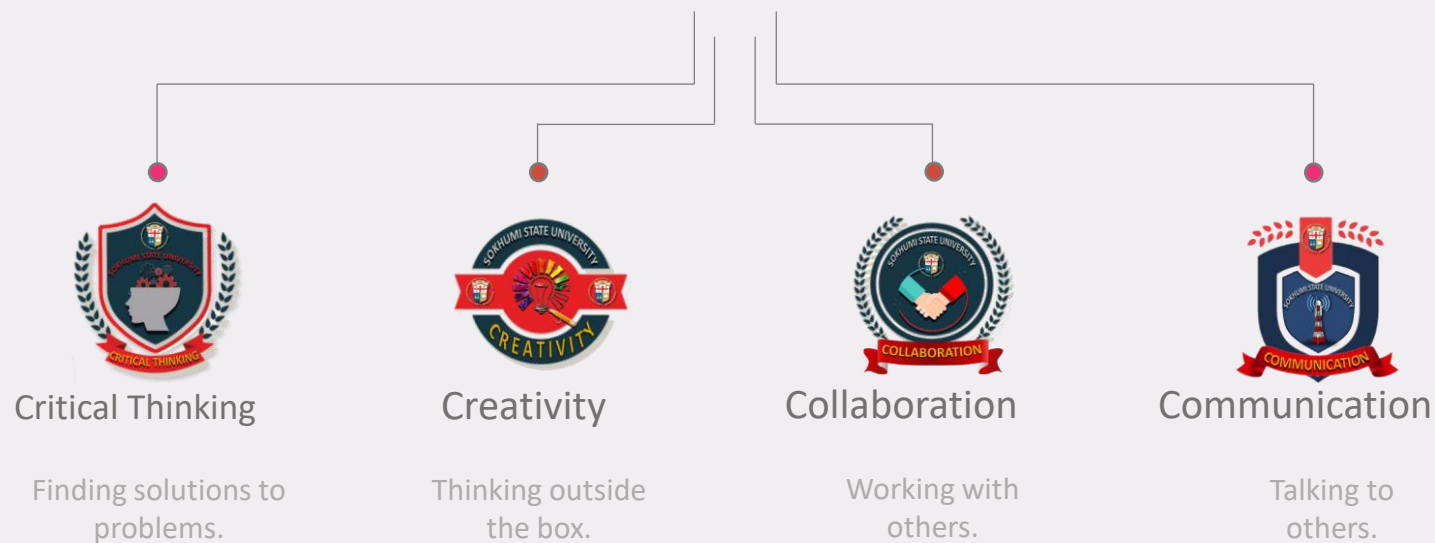 SOKHUMI STATE UNIVERSITY
CRITICAL THINKING
SOKHUMI STATE UNIVERSITY
CREATIVITY
SOKHUMI STATE UNIVERSITY
COLLABORATION
SOKHUMI STATE UNIVERSITY
COMMUNICATION
Critical Thinking
Creativity
Collaboration
Communication
Finding solutions to
problems.
Thinking outside
the box.
Working with
others.
Talking to
others.